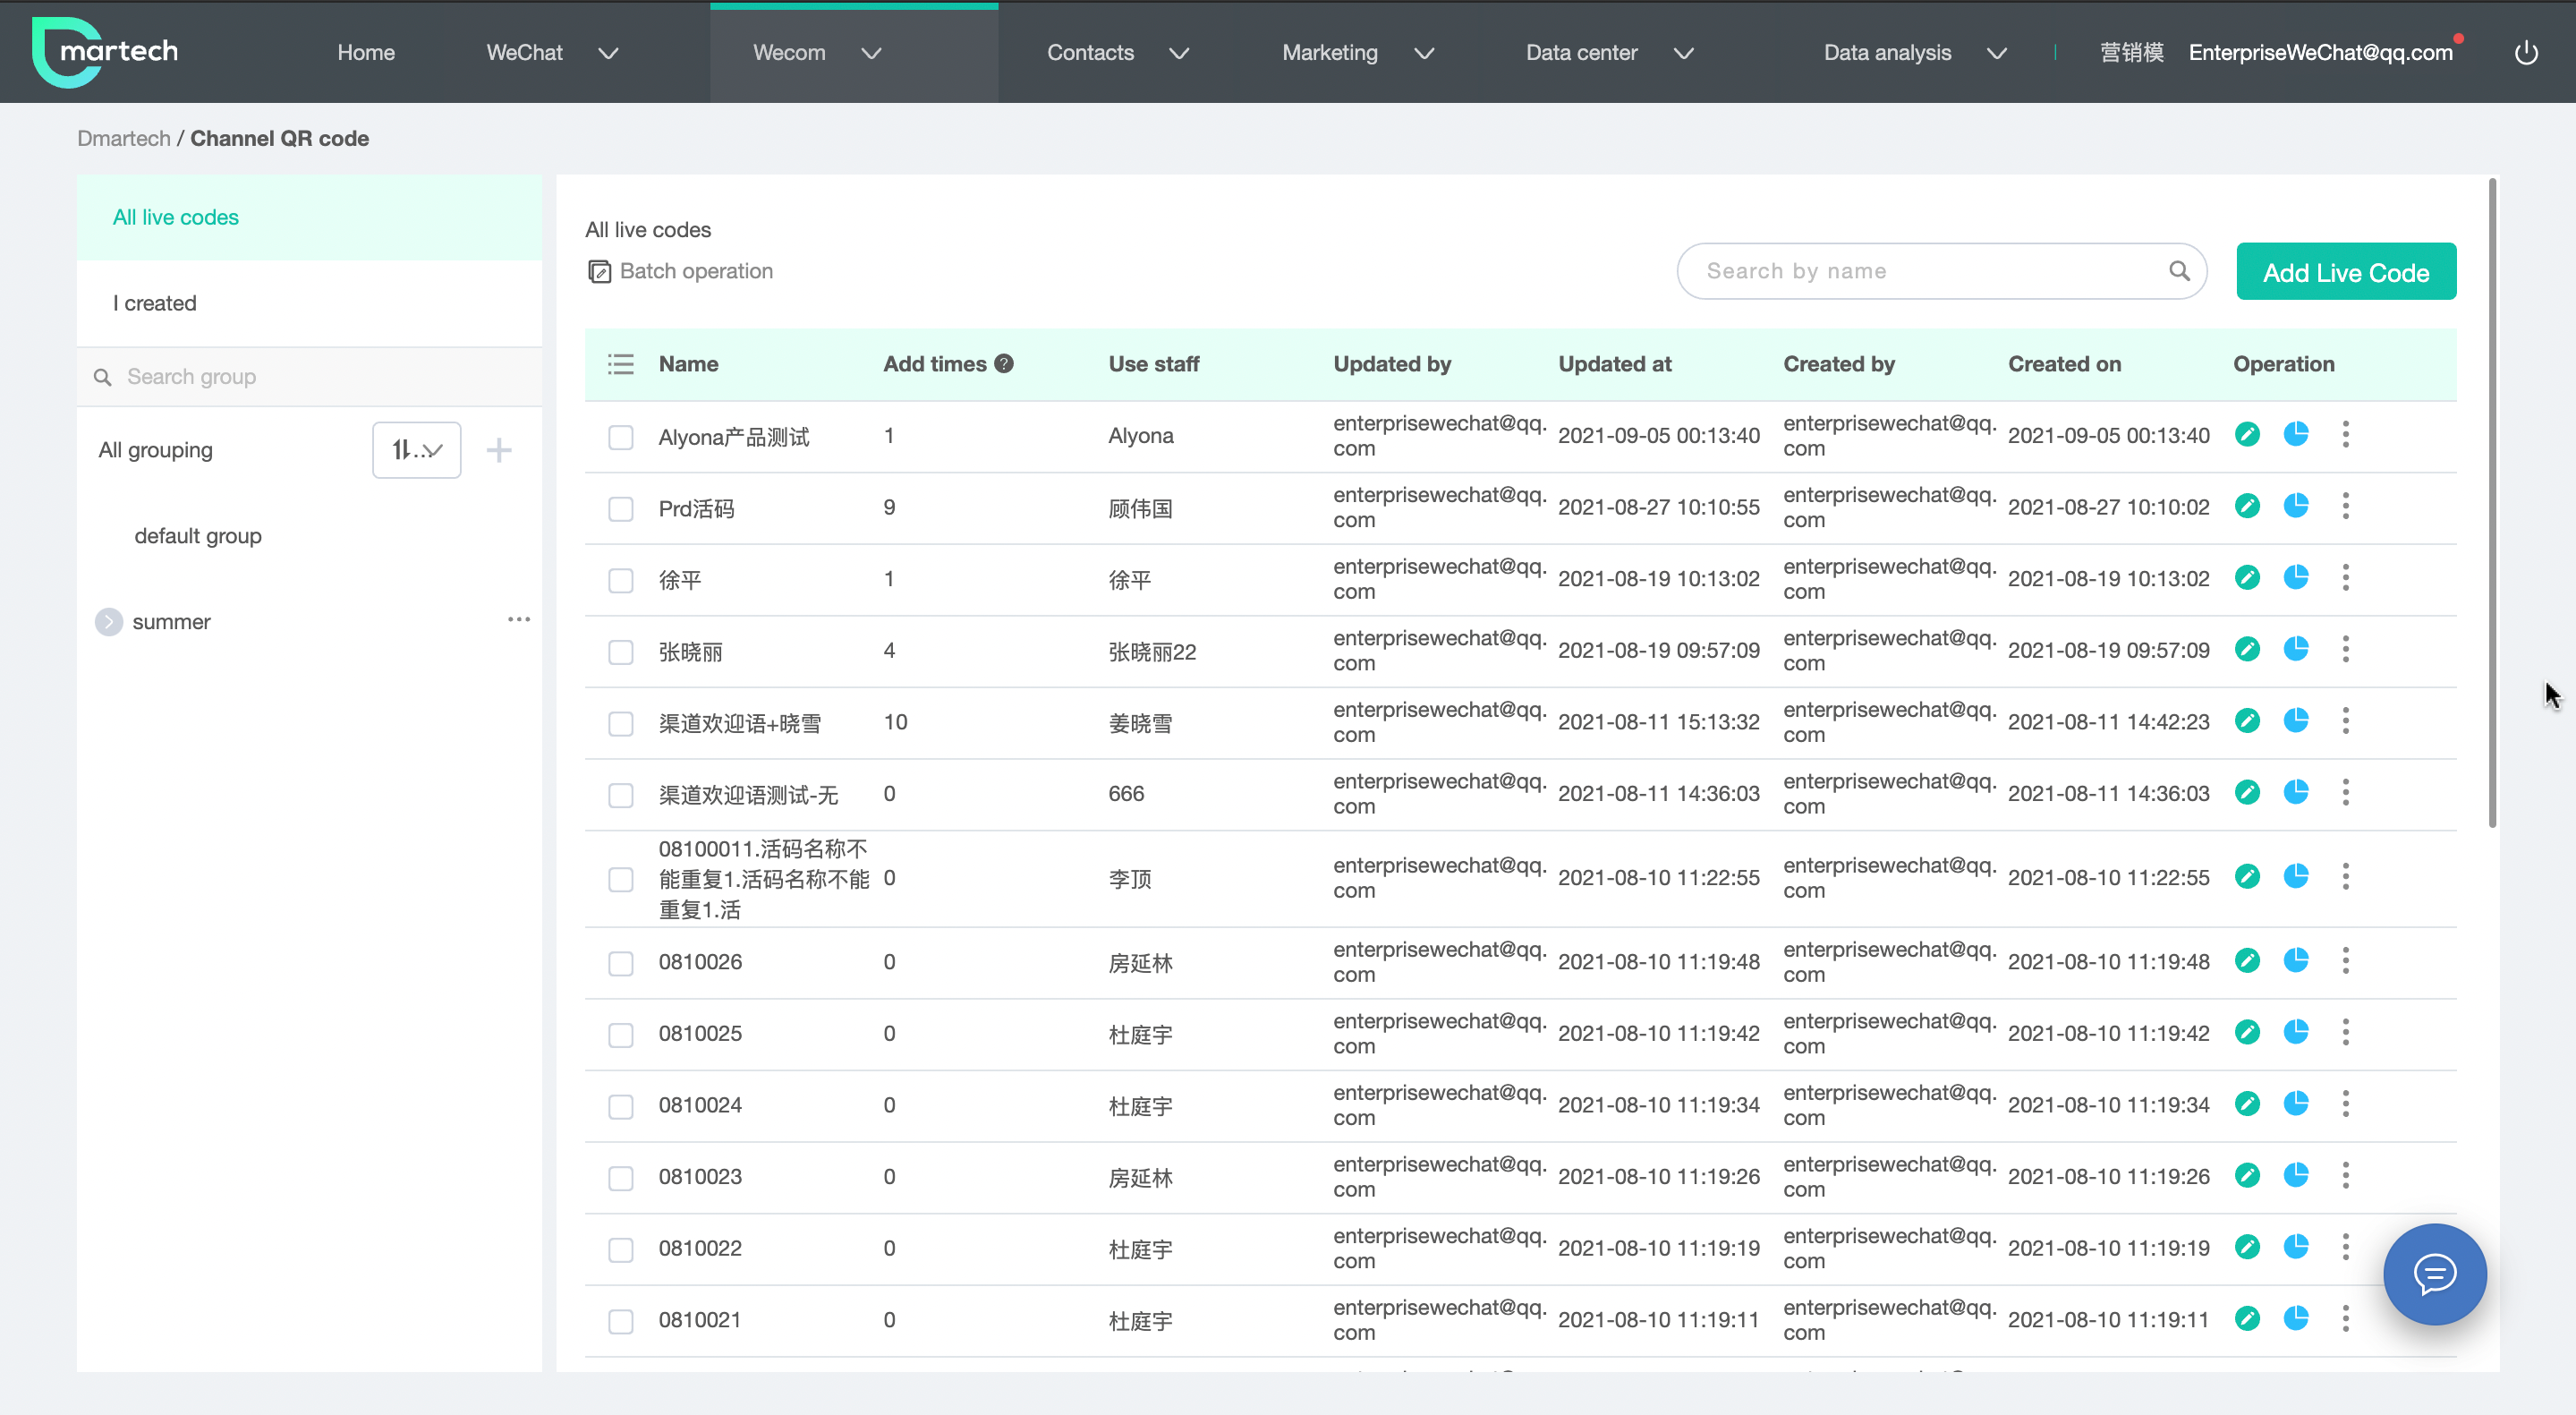 martech
Home
WeChat
Wecom
Contacts
Marketing
Data center
Data analysis
营销模
EnterpriseWeChat@qq.com
Dmartech / Channel QR code
All live codes
I created
Search group
All grouping
...
default group
summer
All live codes
Batch operation
Search by name
Add Live Code
Name Add times ? Use staff Updated by Updated at Created by Created on Operation
Alyona产品测试 1 Alyona enterprisewechat@qq.com 2021-09-05 00:13:40 enterprisewechat@qq.com 2021-09-05 00:13:40
Prd活码 9 顾伟国 enterprisewechat@qq.com 2021-08-27 10:10:55 enterprisewechat@qq.com 2021-08-27 10:10:02
徐平 1 徐平 enterprisewechat@qq.com 2021-08-19 10:13:02 enterprisewechat@qq.com 2021-08-19 10:13:02
张晓丽 4 张晓丽22 enterprisewechat@qq.com 2021-08-19 09:57:09 enterprisewechat@qq.com 2021-08-19 09:57:09
渠道欢迎语+晓雪 10 姜晓雪 enterprisewechat@qq.com 2021-08-11 15:13:32 enterprisewechat@qq.com 2021-08-11 14:42:23
渠道欢迎语测试-无 0 666 enterprisewechat@qq.com 2021-08-11 14:36:03 enterprisewechat@qq.com 2021-08-11 14:36:03
08100011.活码名称不能重复1.活码名称不能重复1.活 0 李顶 enterprisewechat@qq.com 2021-08-10 11:22:55 enterprisewechat@qq.com 2021-08-10 11:22:55
0810026 0 房延林 enterprisewechat@qq.com 2021-08-10 11:19:48 enterprisewechat@qq.com 2021-08-10 11:19:48
0810025 0 杜庭宇 enterprisewechat@qq.com 2021-08-10 11:19:42 enterprisewechat@qq.com 2021-08-10 11:19:42
0810024 0 杜庭宇 enterprisewechat@qq.com 2021-08-10 11:19:34 enterprisewechat@qq.com 2021-08-10 11:19:34
0810023 0 房延林 enterprisewechat@qq.com 2021-08-10 11:19:26 enterprisewechat@qq.com 2021-08-10 11:19:26
0810022 0 杜庭宇 enterprisewechat@qq.com 2021-08-10 11:19:19 enterprisewechat@qq.com 2021-08-10 11:19:19
0810021 0 杜庭宇 enterprisewechat@qq.com 2021-08-10 11:19:11 enterprisewechat@qq.com 2021-08-10 11:19:11